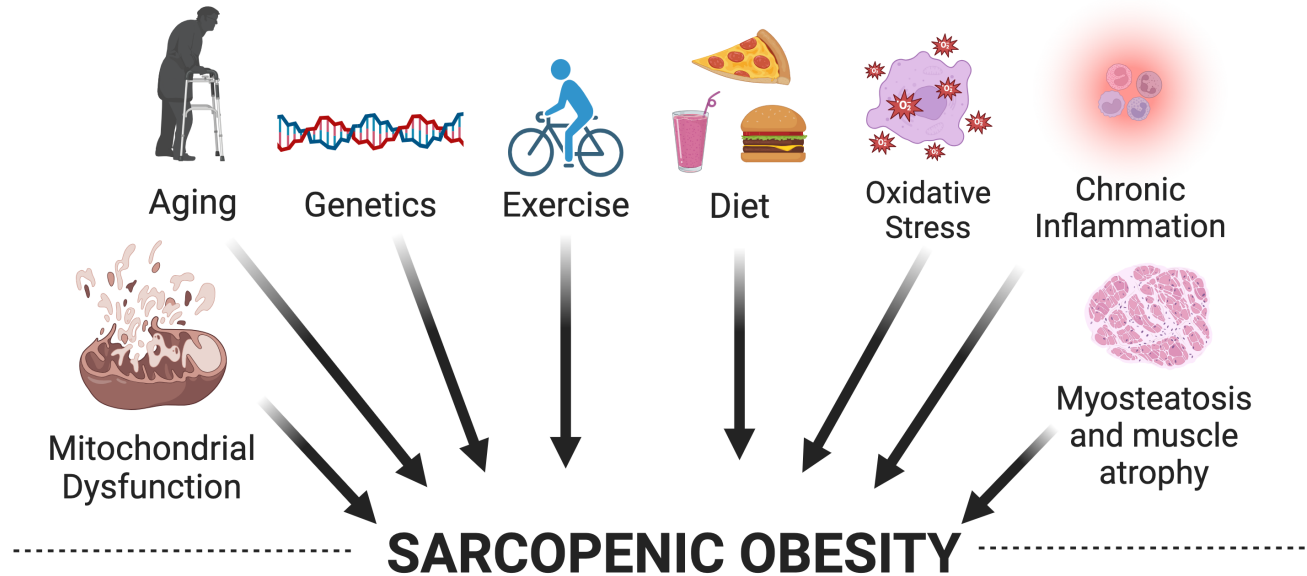 Aging
Genetics
Exercise
Diet
Oxidative
Stress
Chronic
Inflammation
Mitochondrial
Dysfunction
Myosteatosis
and muscle
atrophy
SARCOPENIC OBESITY